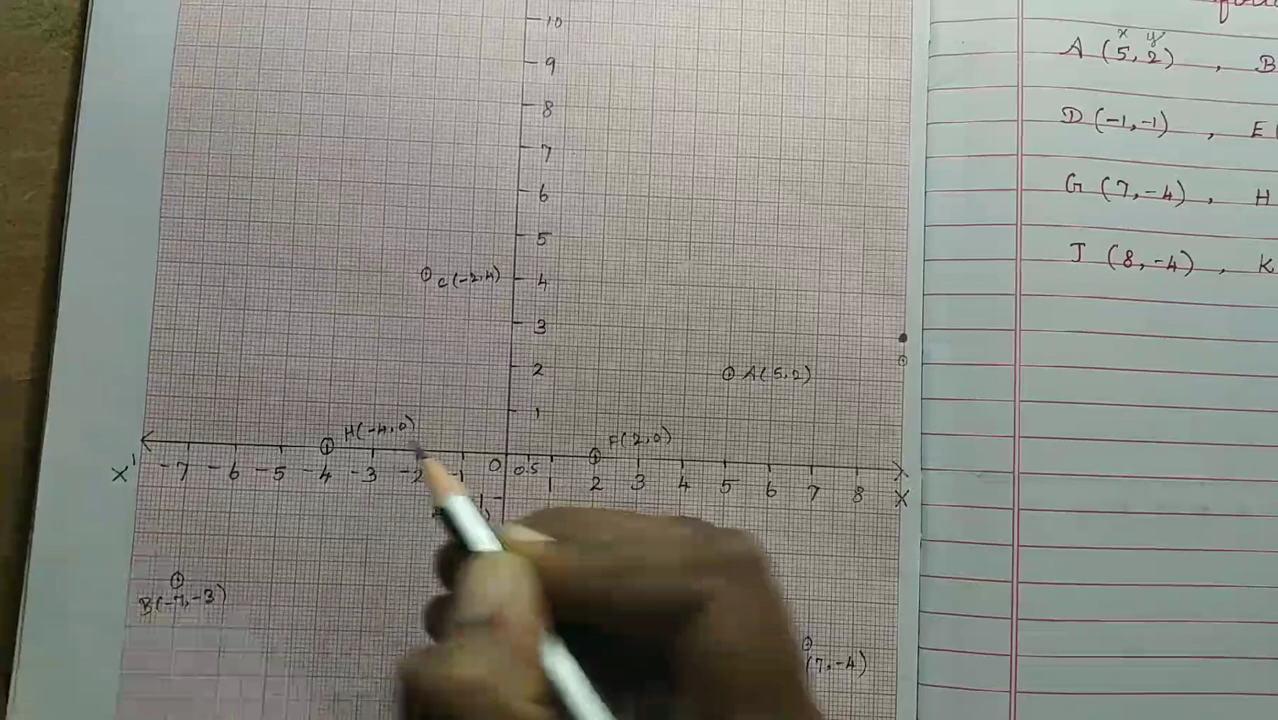 10
9
8
7
6
5
C(-2,4) 4
3
2 A(5,2)
1
H(-4,0) F(2,0)
X' -7 -6 -5 -4 -3 -2 -1 0 0.5 1 2 3 4 5 6 7 8 X
B(-7,-3)
(7,-4)
x y
A (5, 2) , B
D (-1, -1) , E
G (7, -4) , H
J (8, -4) , K